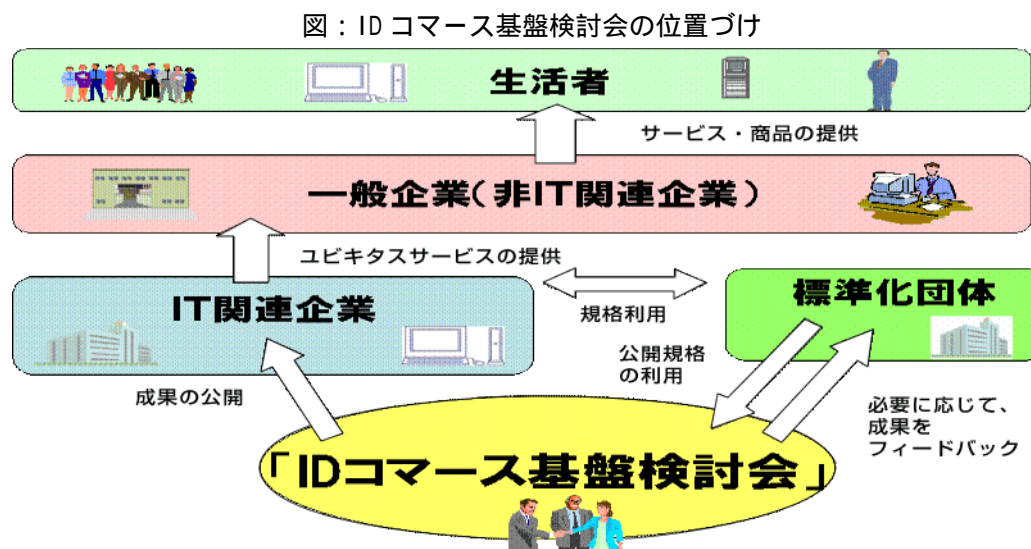 図：IDコマース基盤検討会の位置づけ
生活者
サービス・商品の提供
一般企業（非IT関連企業）
ユビキタスサービスの提供
IT関連企業
規格利用
標準化団体
成果の公開
公開規格
の利用
必要に応じて、
成果を
フィードバック
「IDコマース基盤検討会」